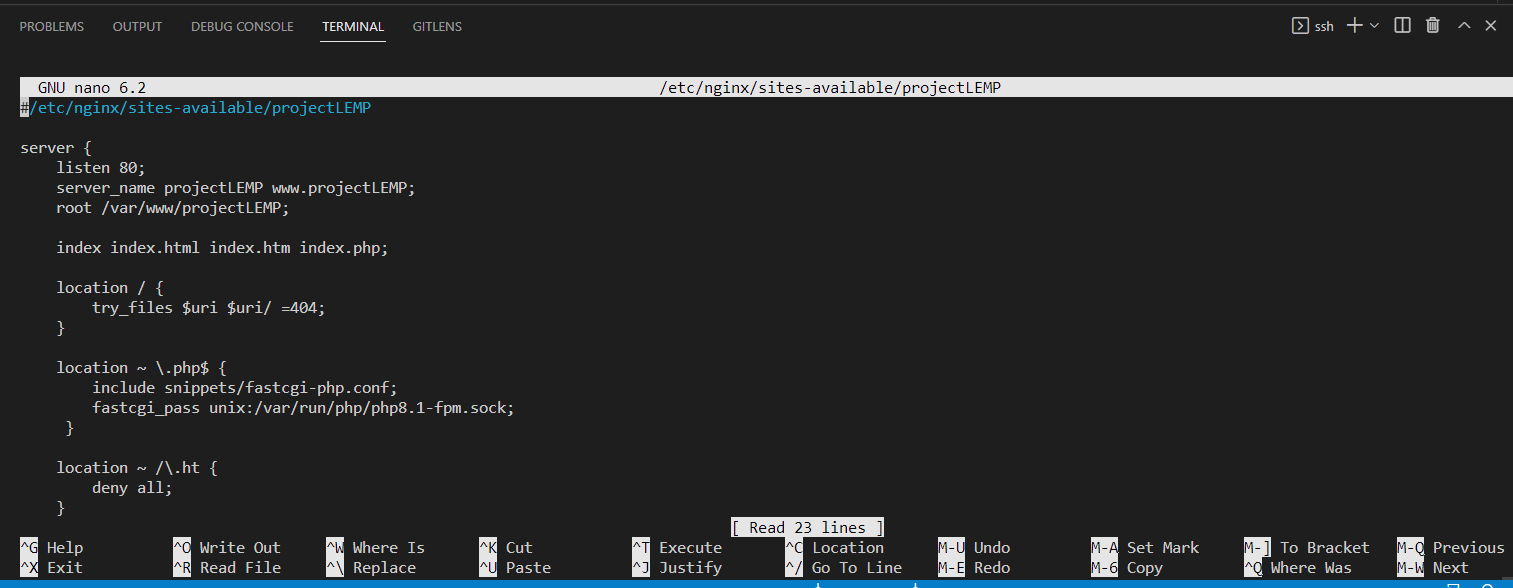 PROBLEMS OUTPUT DEBUG CONSOLE TERMINAL GITLENS ssh
GNU nano 6.2 /etc/nginx/sites-available/projectLEMP
#/etc/nginx/sites-available/projectLEMP
server {
listen 80;
server_name projectLEMP www.projectLEMP;
root /var/www/projectLEMP;
index index.html index.htm index.php;
location / {
try_files $uri $uri/ =404;
}
location ~ \.php$ {
include snippets/fastcgi-php.conf;
fastcgi_pass unix:/var/run/php/php8.1-fpm.sock;
}
location ~ /\.ht {
deny all;
}
[ Read 23 lines ]
^G Help ^O Write Out ^W Where Is ^K Cut ^T Execute ^C Location M-U Undo M-A Set Mark M-] To Bracket M-Q Previous
^X Exit ^R Read File ^\ Replace ^U Paste ^J Justify ^/ Go To Line M-E Redo M-6 Copy ^Q Where Was M-W Next